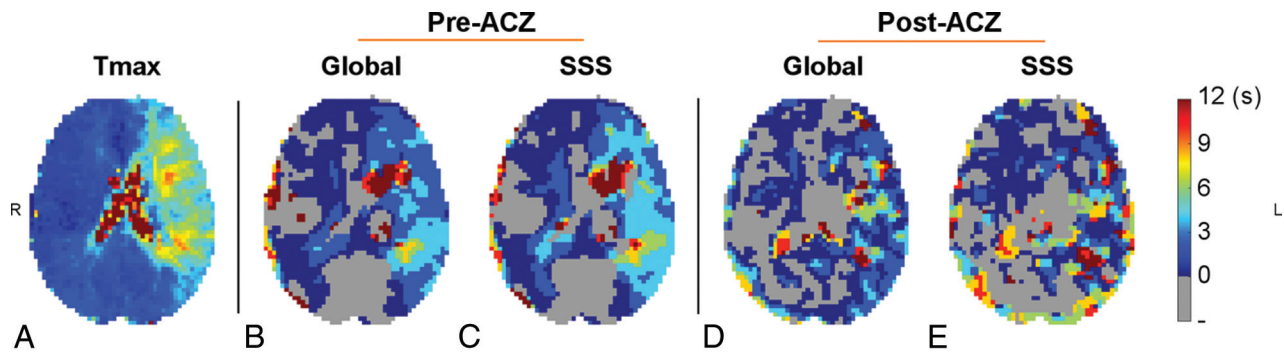 Pre-ACZ
Post-ACZ
Tmax
Global
SSS
Global
SSS
12 (s)
9
6
3
0
-
R
L
A
B
C
D
E